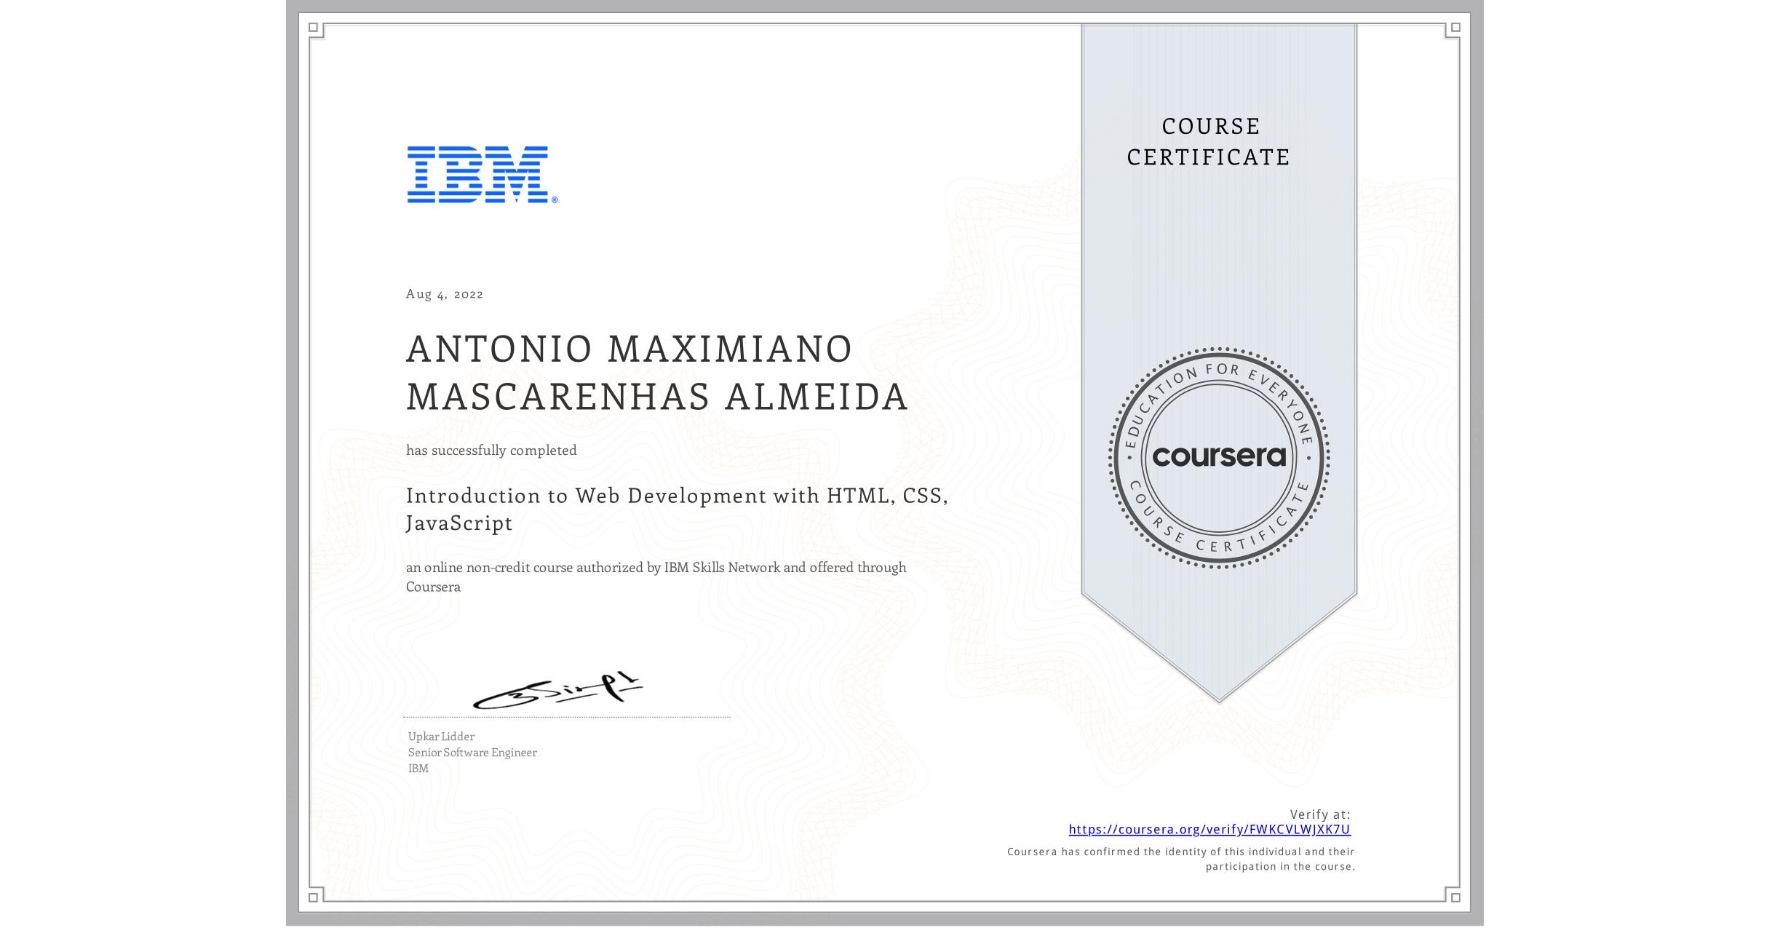 IBM®
COURSE
CERTIFICATE
Aug 4, 2022
ANTONIO MAXIMIANO
MASCARENHAS ALMEIDA
has successfully completed
Introduction to Web Development with HTML, CSS,
JavaScript
an online non-credit course authorized by IBM Skills Network and offered through
Coursera
EDUCATION FOR EVERYONE
coursera
COURSE CERTIFICATE
Upkar Lidder
Senior Software Engineer
IBM
Verify at:
https://coursera.org/verify/FWKCVLWJXK7U
Coursera has confirmed the identity of this individual and their
participation in the course.